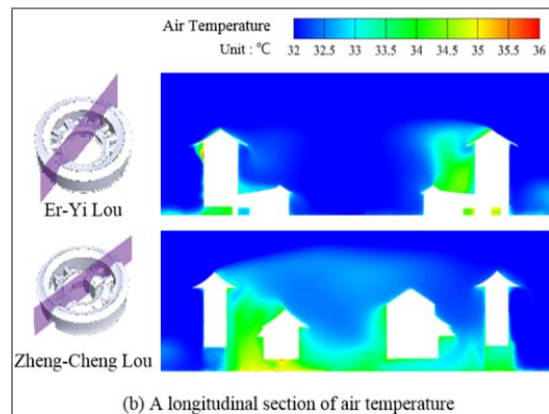 Air Temperature
Unit : ℃
32 32.5 33 33.5 34 34.5 35 35.5 36
Er-Yi Lou
Zheng-Cheng Lou
(b) A longitudinal section of air temperature